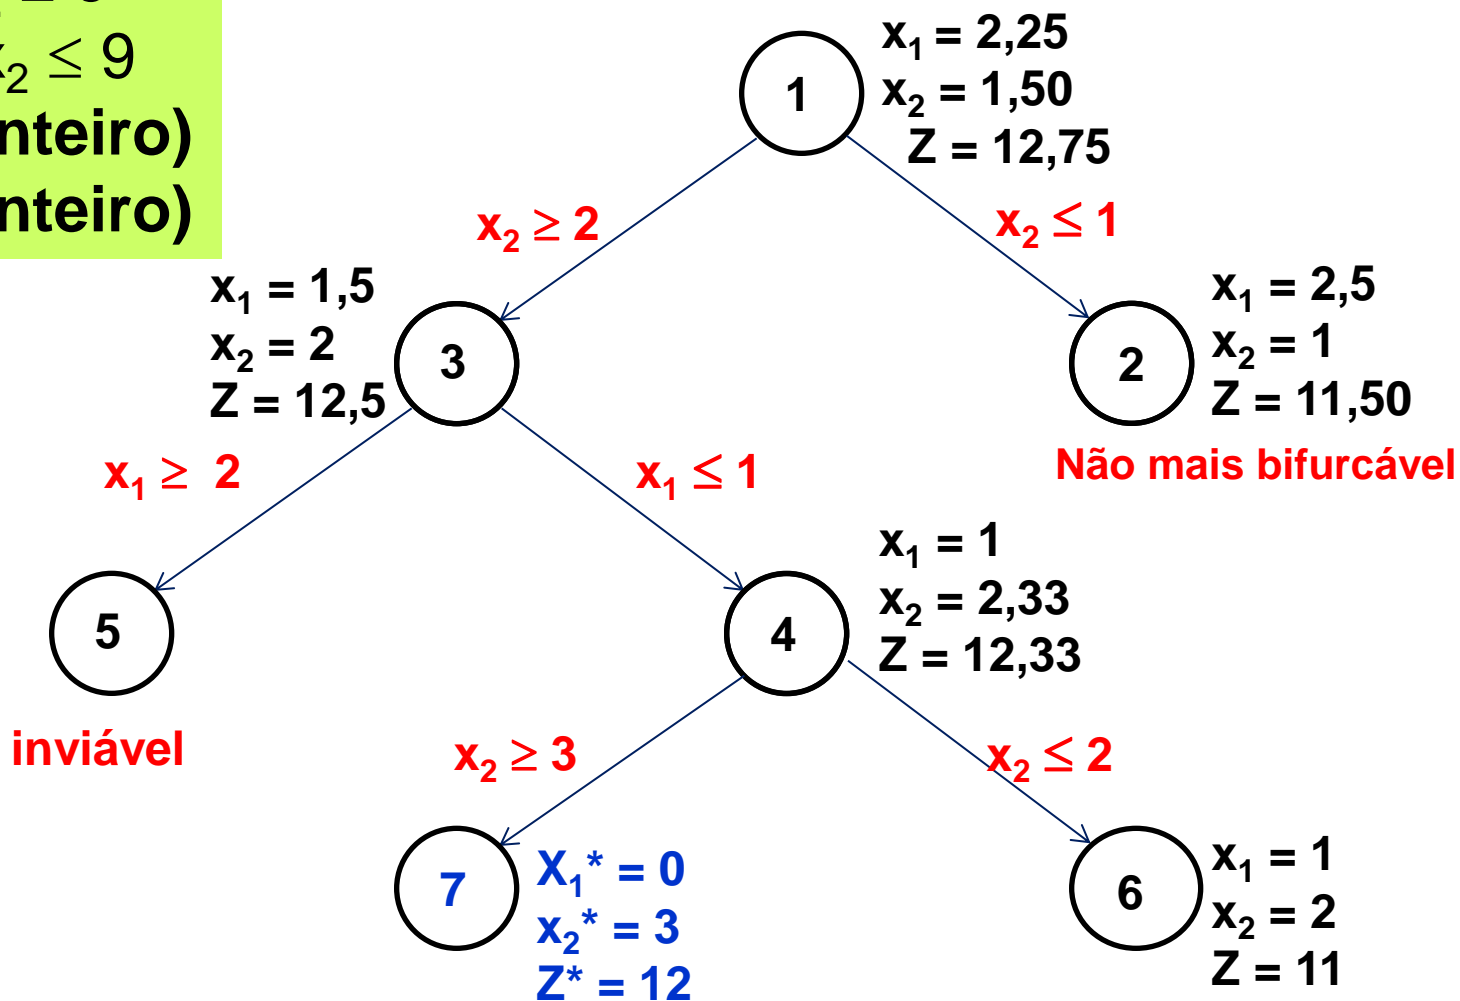 x₂ ≤ 9
nteiro)
nteiro)
1
x₁ = 2,25
x₂ = 1,50
Z = 12,75
x₂ ≥ 2
x₂ ≤ 1
x₁ = 1,5
x₂ = 2
Z = 12,5
3
2
x₁ = 2,5
x₂ = 1
Z = 11,50
Não mais bifurcável
x₁ ≥ 2
x₁ ≤ 1
5
inviável
4
x₁ = 1
x₂ = 2,33
Z = 12,33
x₂ ≥ 3
x₂ ≤ 2
7
X₁* = 0
x₂* = 3
Z* = 12
6
x₁ = 1
x₂ = 2
Z = 11